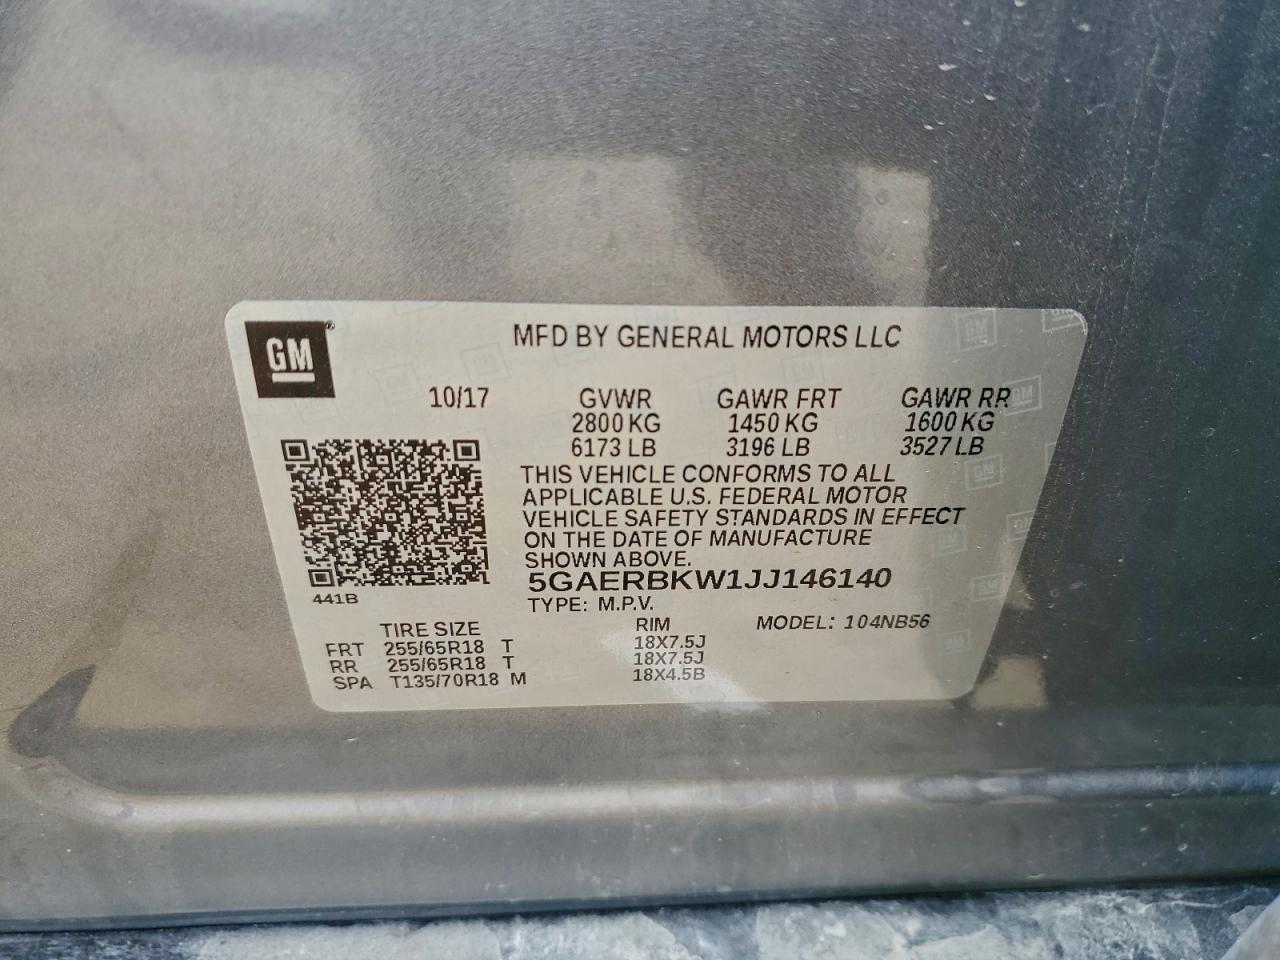 GM®
MFD BY GENERAL MOTORS LLC
10/17 GVWR GAWR FRT GAWR RR
2800 KG 1450 KG 1600 KG
6173 LB 3196 LB 3527 LB
THIS VEHICLE CONFORMS TO ALL
APPLICABLE U.S. FEDERAL MOTOR
VEHICLE SAFETY STANDARDS IN EFFECT
ON THE DATE OF MANUFACTURE
SHOWN ABOVE.
5GAERBKW1JJ146140
441B
TYPE: M.P.V.
TIRE SIZE RIM MODEL: 104NB56
FRT 255/65R18 T 18X7.5J
RR 255/65R18 T 18X7.5J
SPA T135/70R18 M 18X4.5B